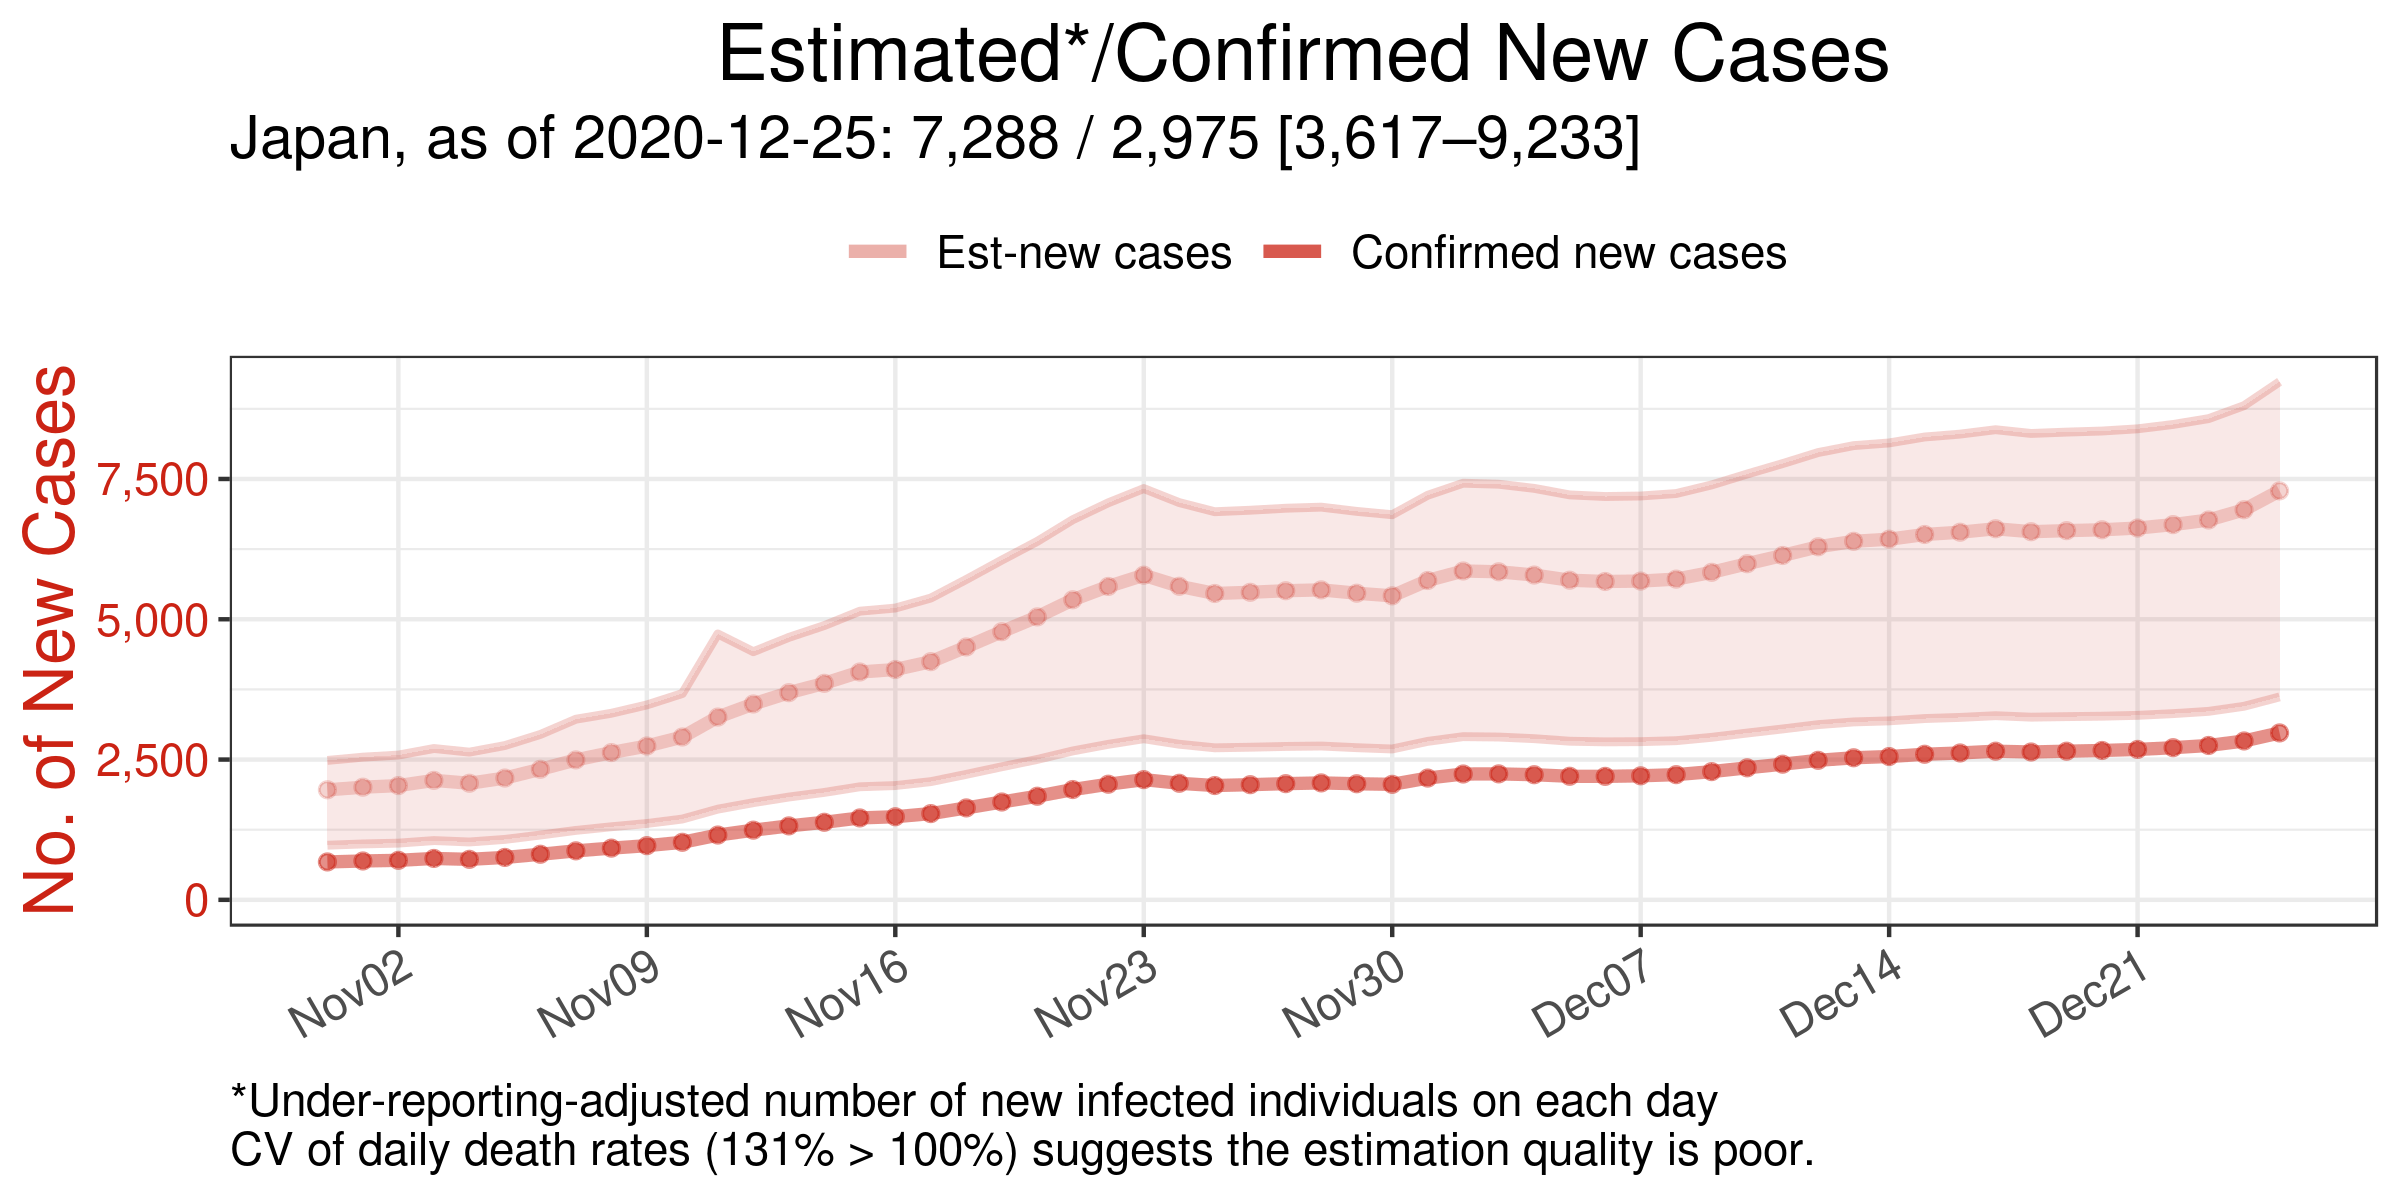 Estimated*/Confirmed New Cases
Japan, as of 2020-12-25: 7,288 / 2,975 [3,617–9,233]
Est-new cases
Confirmed new cases
No. of New Cases
7,500
5,000
2,500
0
Nov02
Nov09
Nov16
Nov23
Nov30
Dec07
Dec14
Dec21
*Under-reporting-adjusted number of new infected individuals on each day
CV of daily death rates (131% > 100%) suggests the estimation quality is poor.